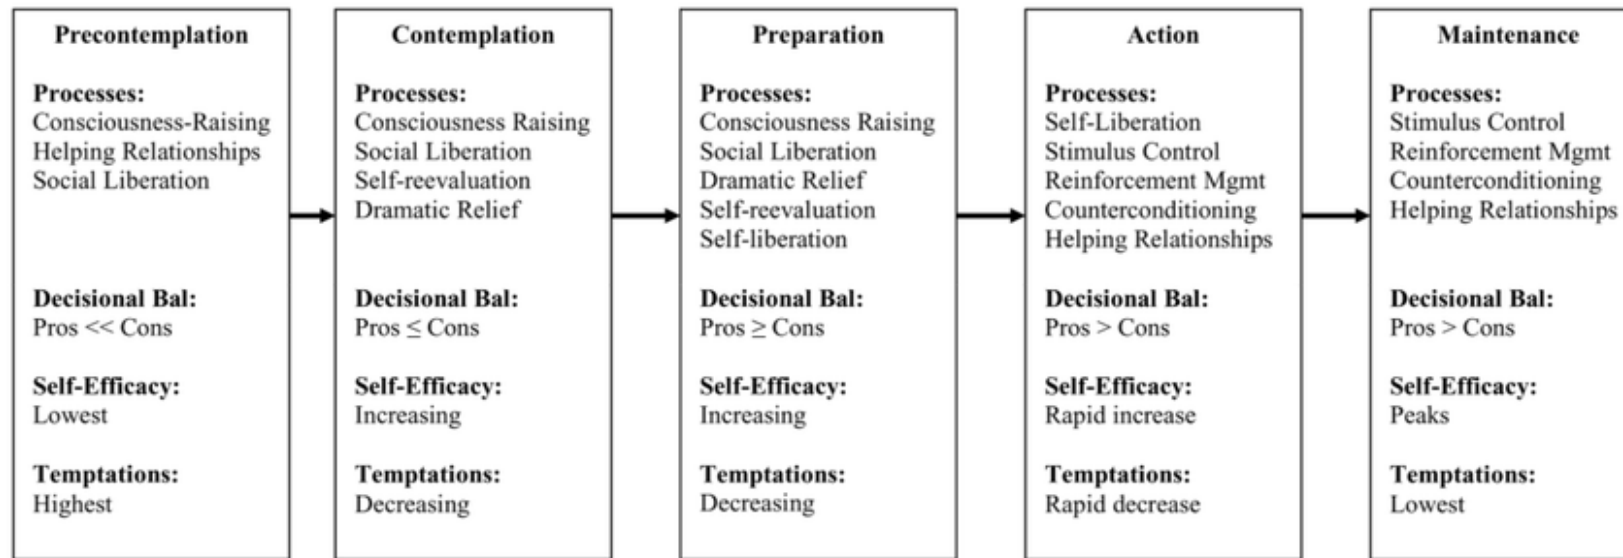 Precontemplation
Processes:
Consciousness-Raising
Helping Relationships
Social Liberation
Decisional Bal:
Pros << Cons
Self-Efficacy:
Lowest
Temptations:
Highest
Contemplation
Processes:
Consciousness Raising
Social Liberation
Self-reevaluation
Dramatic Relief
Decisional Bal:
Pros ≤ Cons
Self-Efficacy:
Increasing
Temptations:
Decreasing
Preparation
Processes:
Consciousness Raising
Social Liberation
Dramatic Relief
Self-reevaluation
Self-liberation
Decisional Bal:
Pros ≥ Cons
Self-Efficacy:
Increasing
Temptations:
Decreasing
Action
Processes:
Self-Liberation
Stimulus Control
Reinforcement Mgmt
Counterconditioning
Helping Relationships
Decisional Bal:
Pros > Cons
Self-Efficacy:
Rapid increase
Temptations:
Rapid decrease
Maintenance
Processes:
Stimulus Control
Reinforcement Mgmt
Counterconditioning
Helping Relationships
Decisional Bal:
Pros > Cons
Self-Efficacy:
Peaks
Temptations:
Lowest